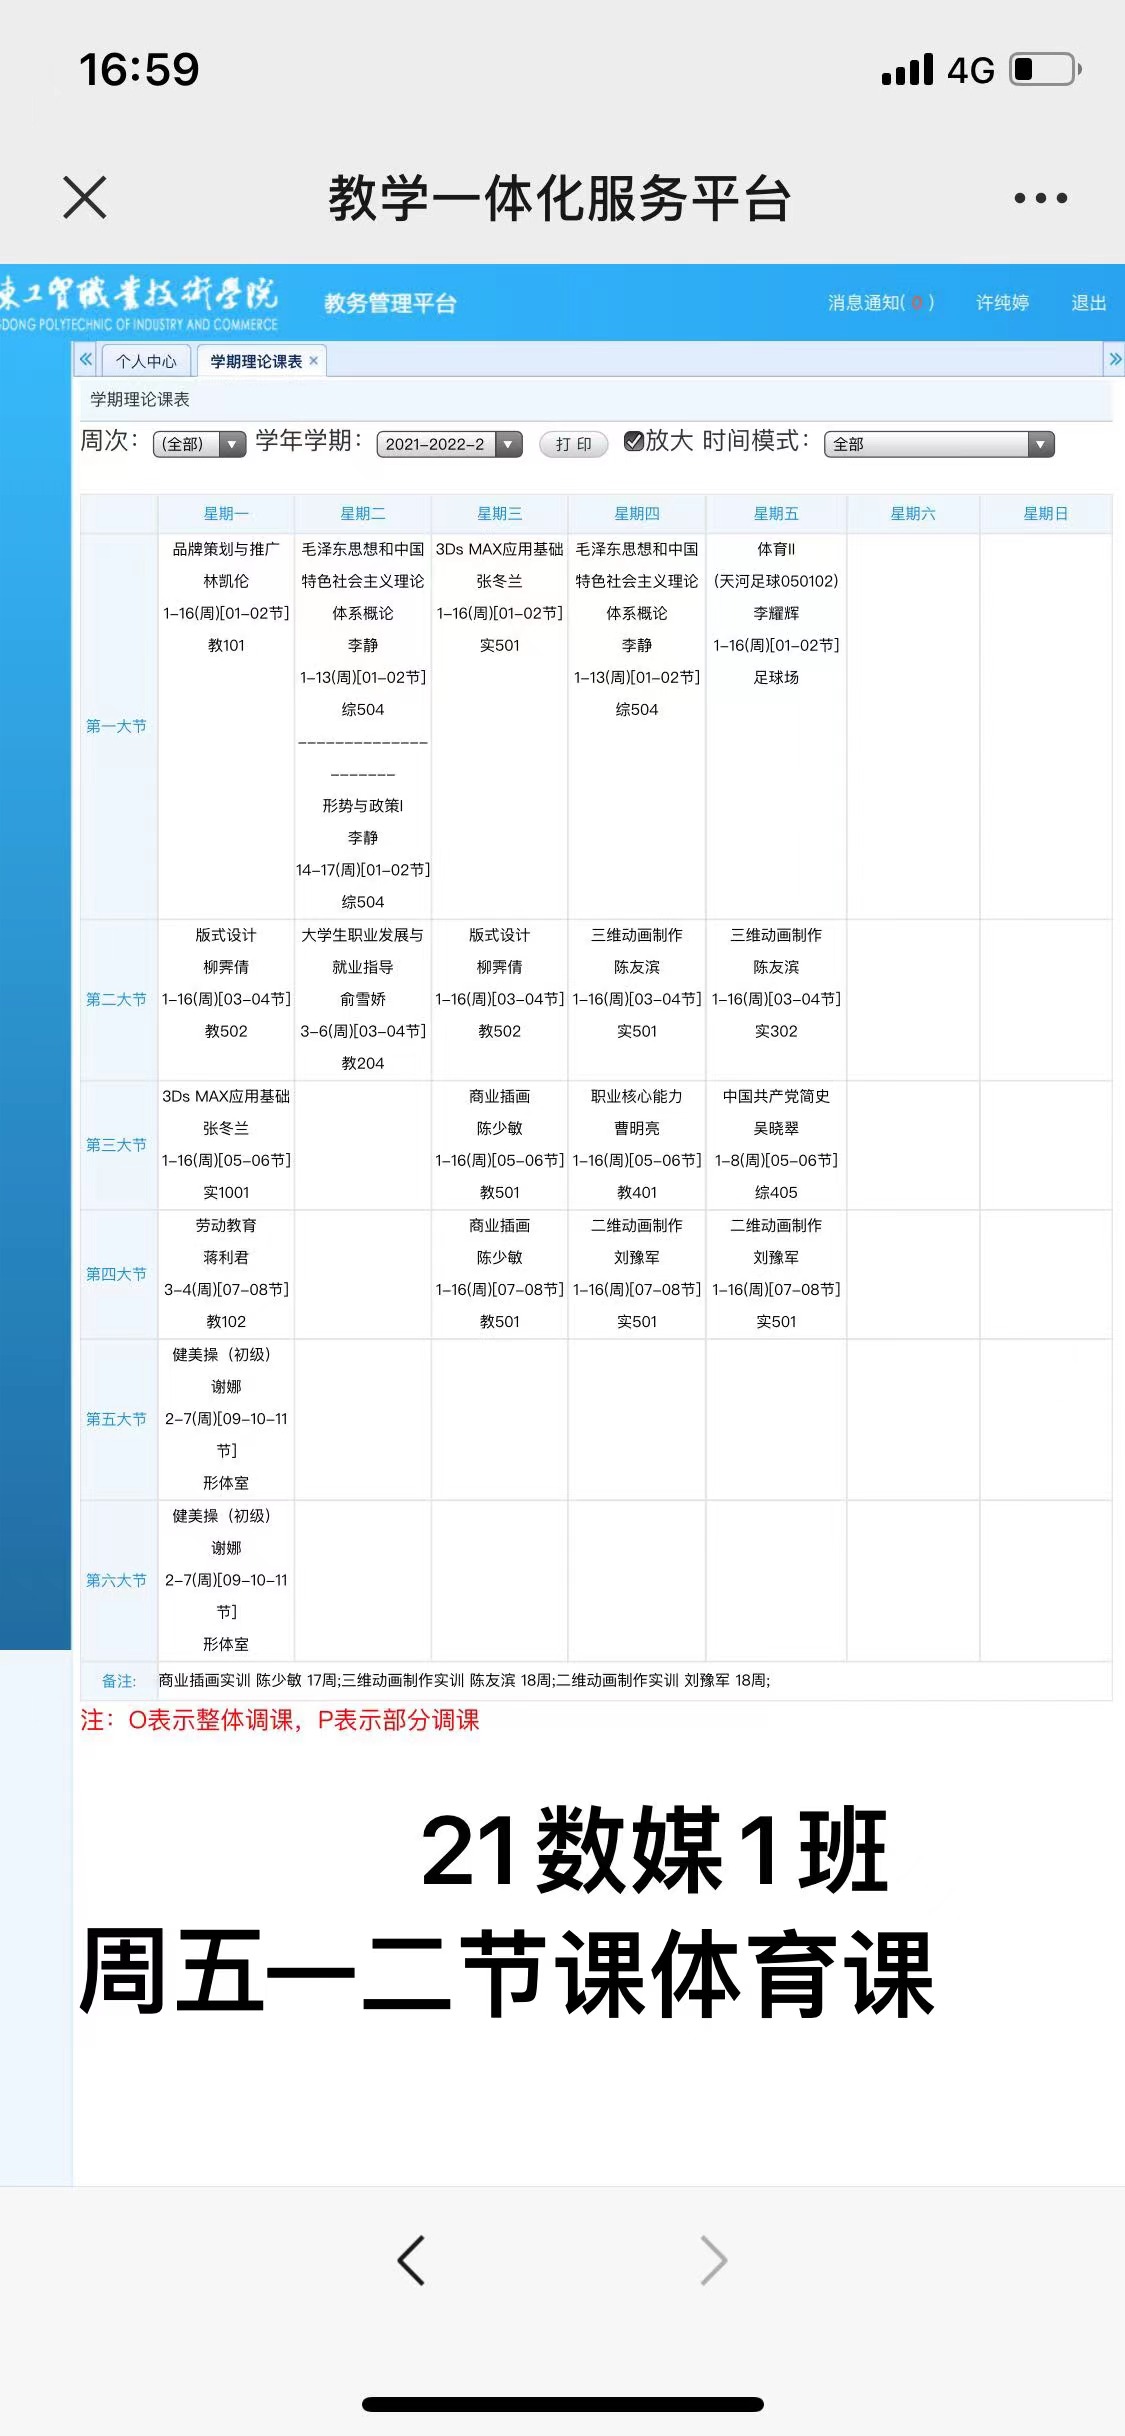 16:59
4G
教学一体化服务平台
東工贸職業技術學院
GDONG POLYTECHNIC OF INDUSTRY AND COMMERCE
教务管理平台
消息通知( 0 )
许纯婷
退出
个人中心
学期理论课表
学期理论课表
周次: (全部) 学年学期: 2021-2022-2 打 印 放大 时间模式: 全部
星期一 星期二 星期三 星期四 星期五 星期六 星期日
第一大节
品牌策划与推广
林凯伦
1-16(周)[01-02节]
教101
毛泽东思想和中国
特色社会主义理论
体系概论
李静
1-13(周)[01-02节]
综504
---------------------
形势与政策I
李静
14-17(周)[01-02节]
综504
3Ds MAX应用基础
张冬兰
1-16(周)[01-02节]
实501
毛泽东思想和中国
特色社会主义理论
体系概论
李静
1-13(周)[01-02节]
综504
体育II
(天河足球050102)
李耀辉
1-16(周)[01-02节]
足球场
第二大节
版式设计
柳霁倩
1-16(周)[03-04节]
教502
大学生职业发展与
就业指导
俞雪娇
3-6(周)[03-04节]
教204
版式设计
柳霁倩
1-16(周)[03-04节]
教502
三维动画制作
陈友滨
1-16(周)[03-04节]
实501
三维动画制作
陈友滨
1-16(周)[03-04节]
实302
第三大节
3Ds MAX应用基础
张冬兰
1-16(周)[05-06节]
实1001
商业插画
陈少敏
1-16(周)[05-06节]
教501
职业核心能力
曹明亮
1-16(周)[05-06节]
教401
中国共产党简史
吴晓翠
1-8(周)[05-06节]
综405
第四大节
劳动教育
蒋利君
3-4(周)[07-08节]
教102
商业插画
陈少敏
1-16(周)[07-08节]
教501
二维动画制作
刘豫军
1-16(周)[07-08节]
实501
二维动画制作
刘豫军
1-16(周)[07-08节]
实501
第五大节
健美操（初级）
谢娜
2-7(周)[09-10-11
节]
形体室
第六大节
健美操（初级）
谢娜
2-7(周)[09-10-11
节]
形体室
备注: 商业插画实训 陈少敏 17周;三维动画制作实训 陈友滨 18周;二维动画制作实训 刘豫军 18周;
注：O表示整体调课，P表示部分调课
21数媒1班
周五一二节课体育课